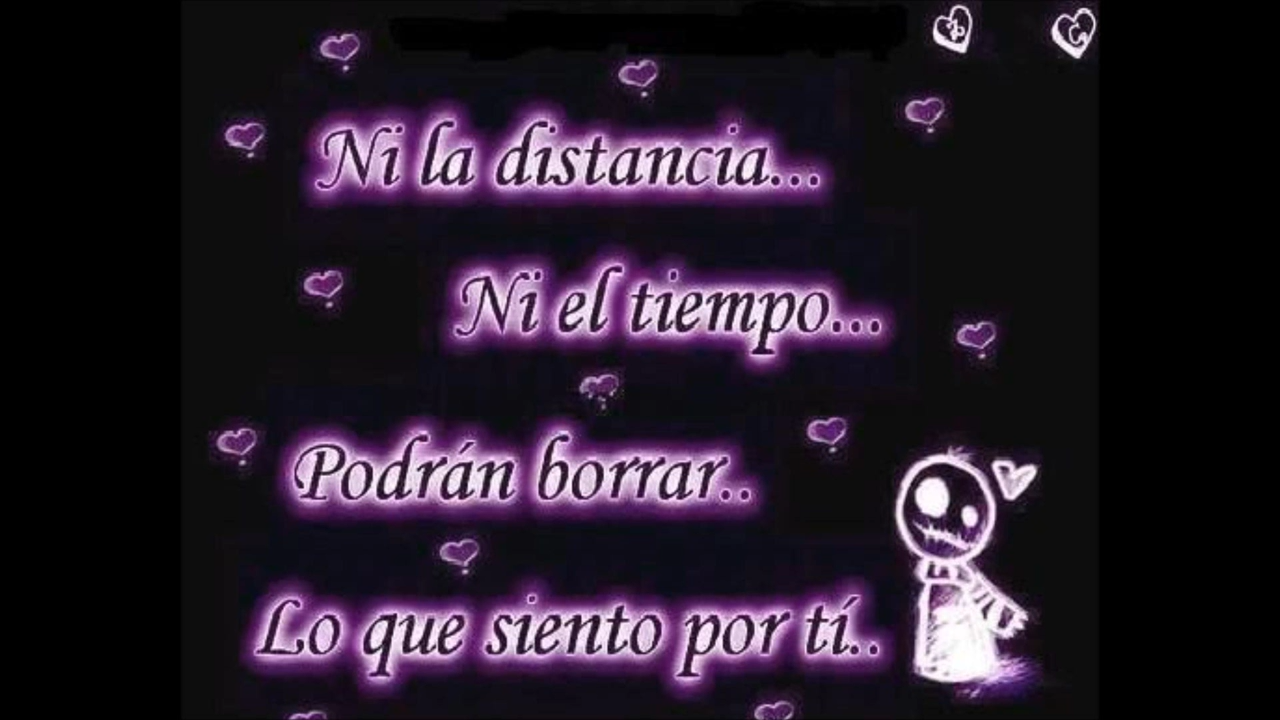 Ni la distancia...
Ni el tiempo...
Podrán borrar..
Lo que siento por tí..